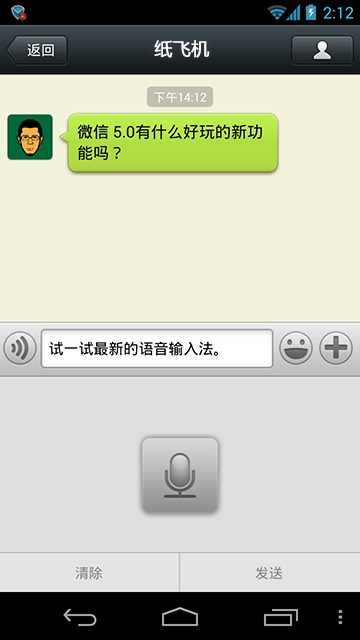 2:12
返回
纸飞机
下午14:12
微信 5.0有什么好玩的新功
能吗？
试一试最新的语音输入法。
清除
发送